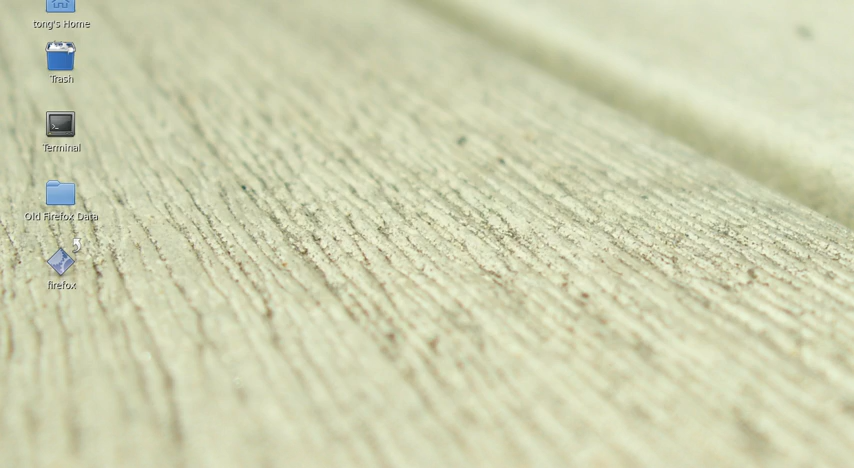 tong's Home
Trash
Terminal
Old Firefox Data
firefox